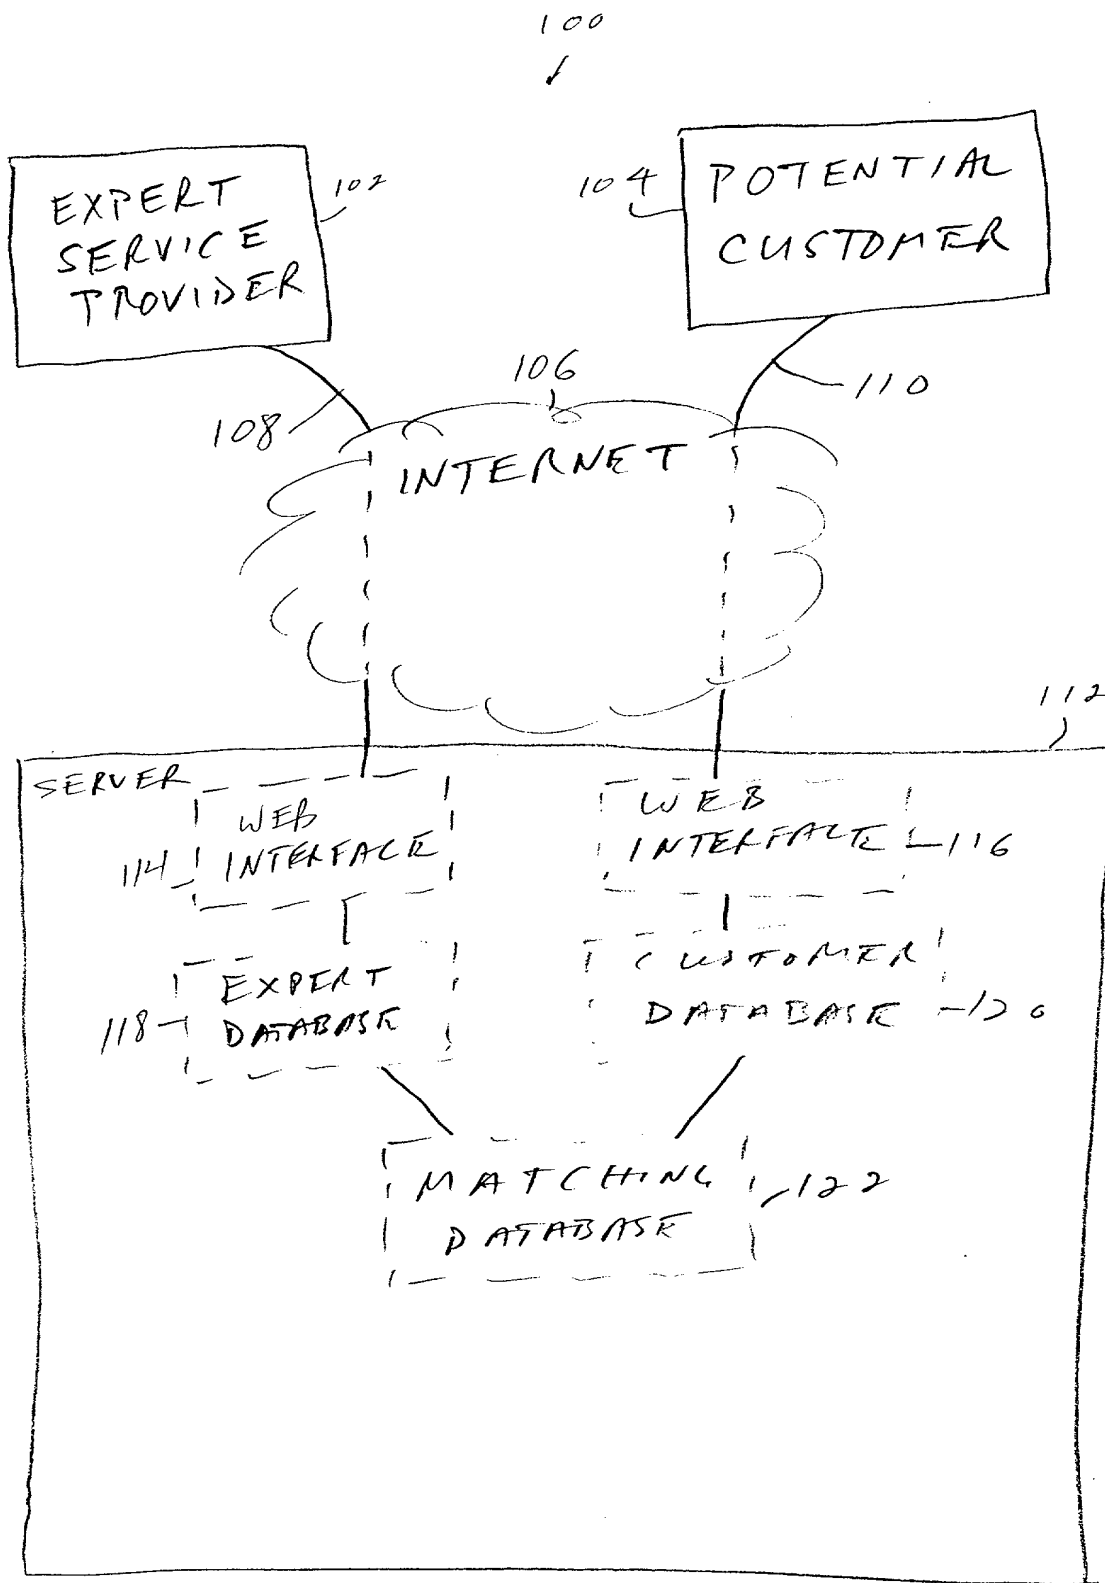 100
EXPERT
SERVICE
PROVIDER
102
104
POTENTIAL
CUSTOMER
106
108
110
INTERNET
112
SERVER
WEB
INTERFACE
114
WEB
INTERFACE
116
EXPERT
DATABASE
118
CUSTOMER
DATABASE
120
MATCHING
DATABASE
122